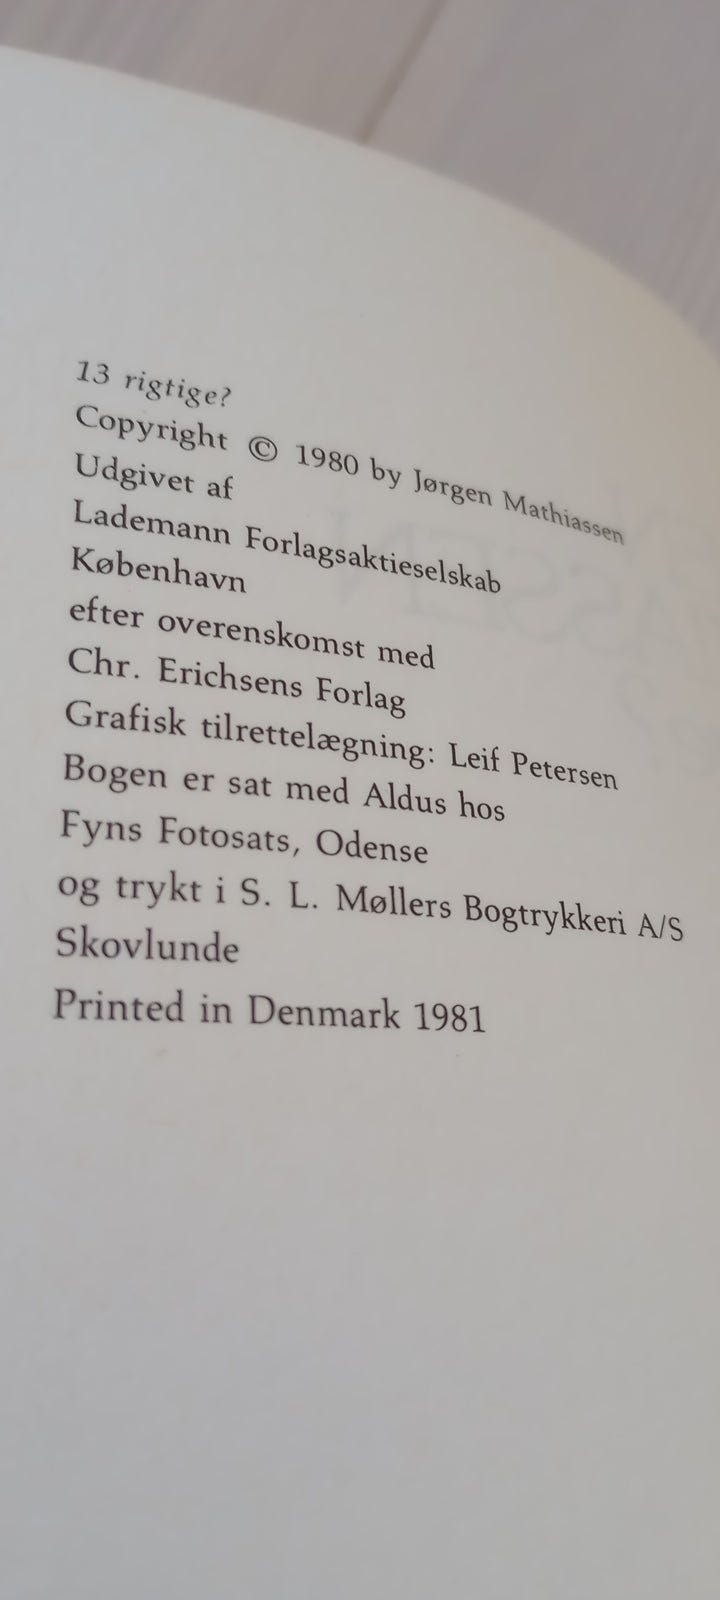 13 rigtige?
Copyright © 1980 by Jørgen Mathiassen
Udgivet af
Lademann Forlagsaktieselskab
København
efter overenskomst med
Chr. Erichsens Forlag
Grafisk tilrettelægning: Leif Petersen
Bogen er sat med Aldus hos
Fyns Fotosats, Odense
og trykt i S. L. Møllers Bogtrykkeri A/S
Skovlunde
Printed in Denmark 1981